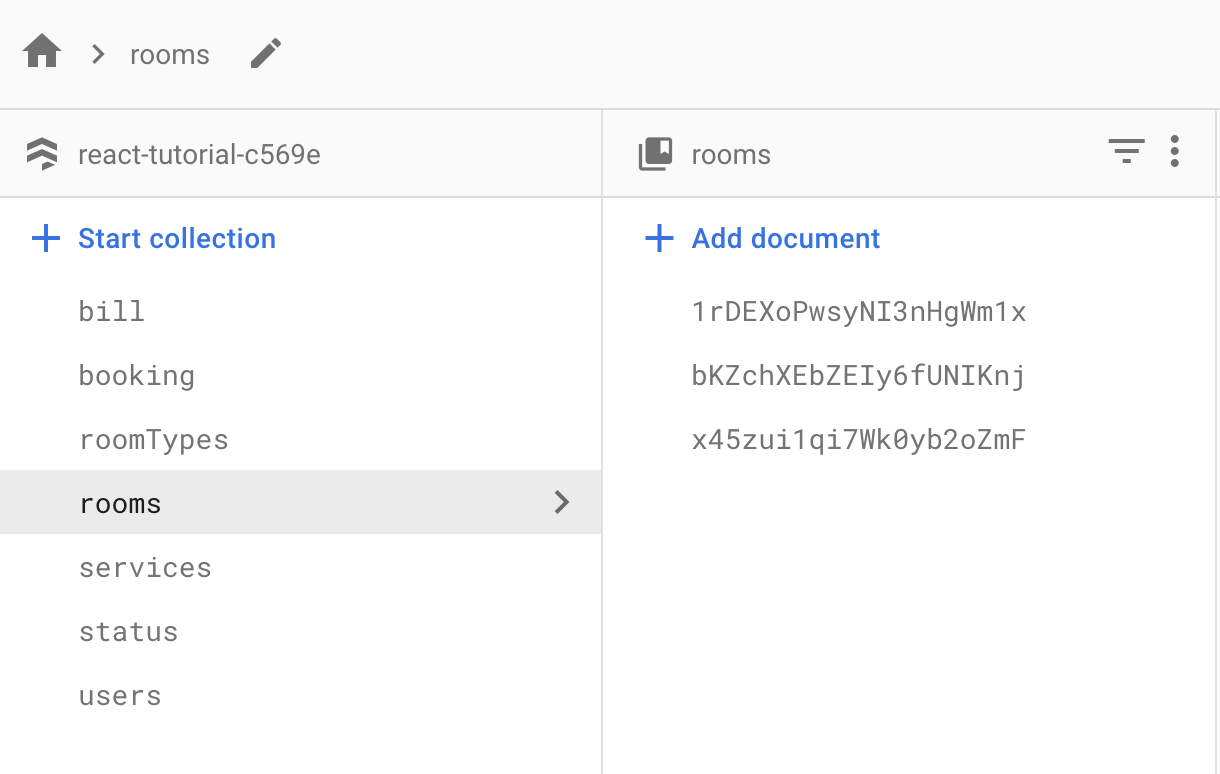 rooms
react-tutorial-c569e
Start collection
bill
booking
roomTypes
rooms
services
status
users
rooms
Add document
1rDEXoPwsyNI3nHgWm1x
bKZchXEbZEIy6fUNIKnj
x45zui1qi7Wk0yb2oZmF